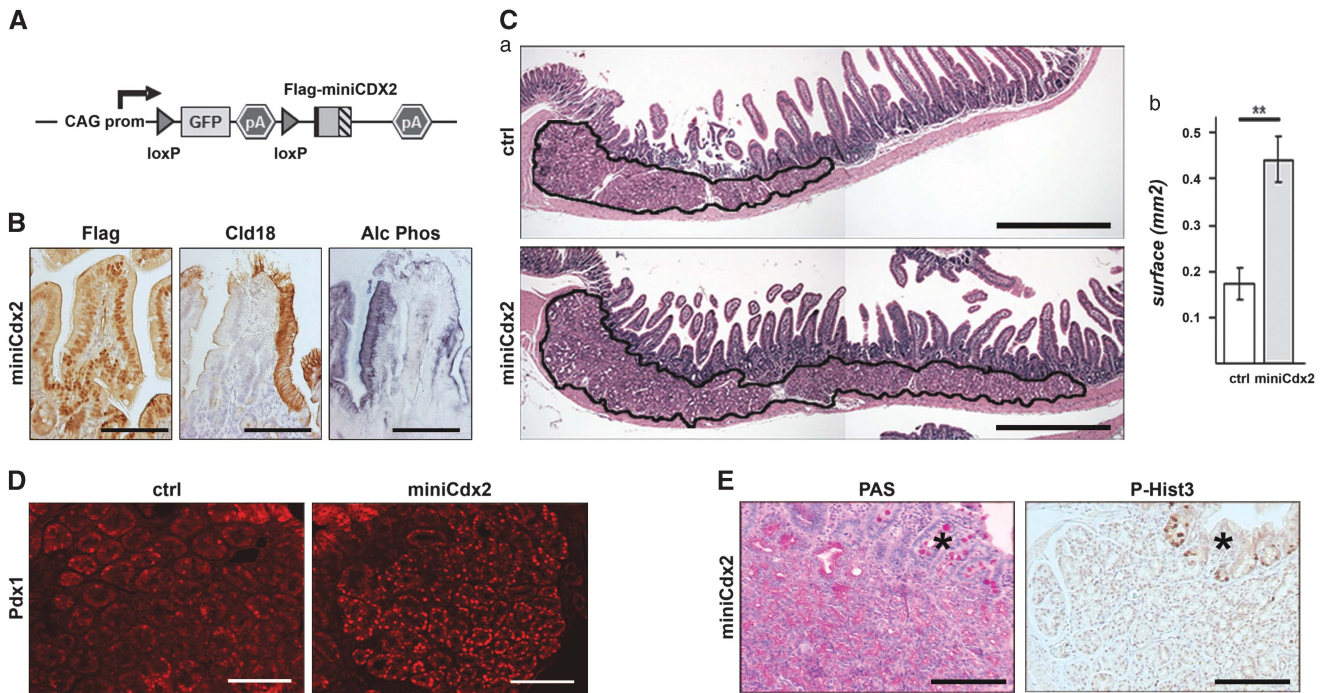 A
Flag-miniCDX2
CAG prom
GFP
pA
pA
loxP
loxP
B
Flag
Cld18
Alc Phos
miniCdx2
C
a
ctrl
miniCdx2
b
**
0.5
0.4
0.3
0.2
0.1
surface (mm2)
ctrl miniCdx2
D
ctrl
miniCdx2
Pdx1
E
PAS
P-Hist3
miniCdx2
*
*